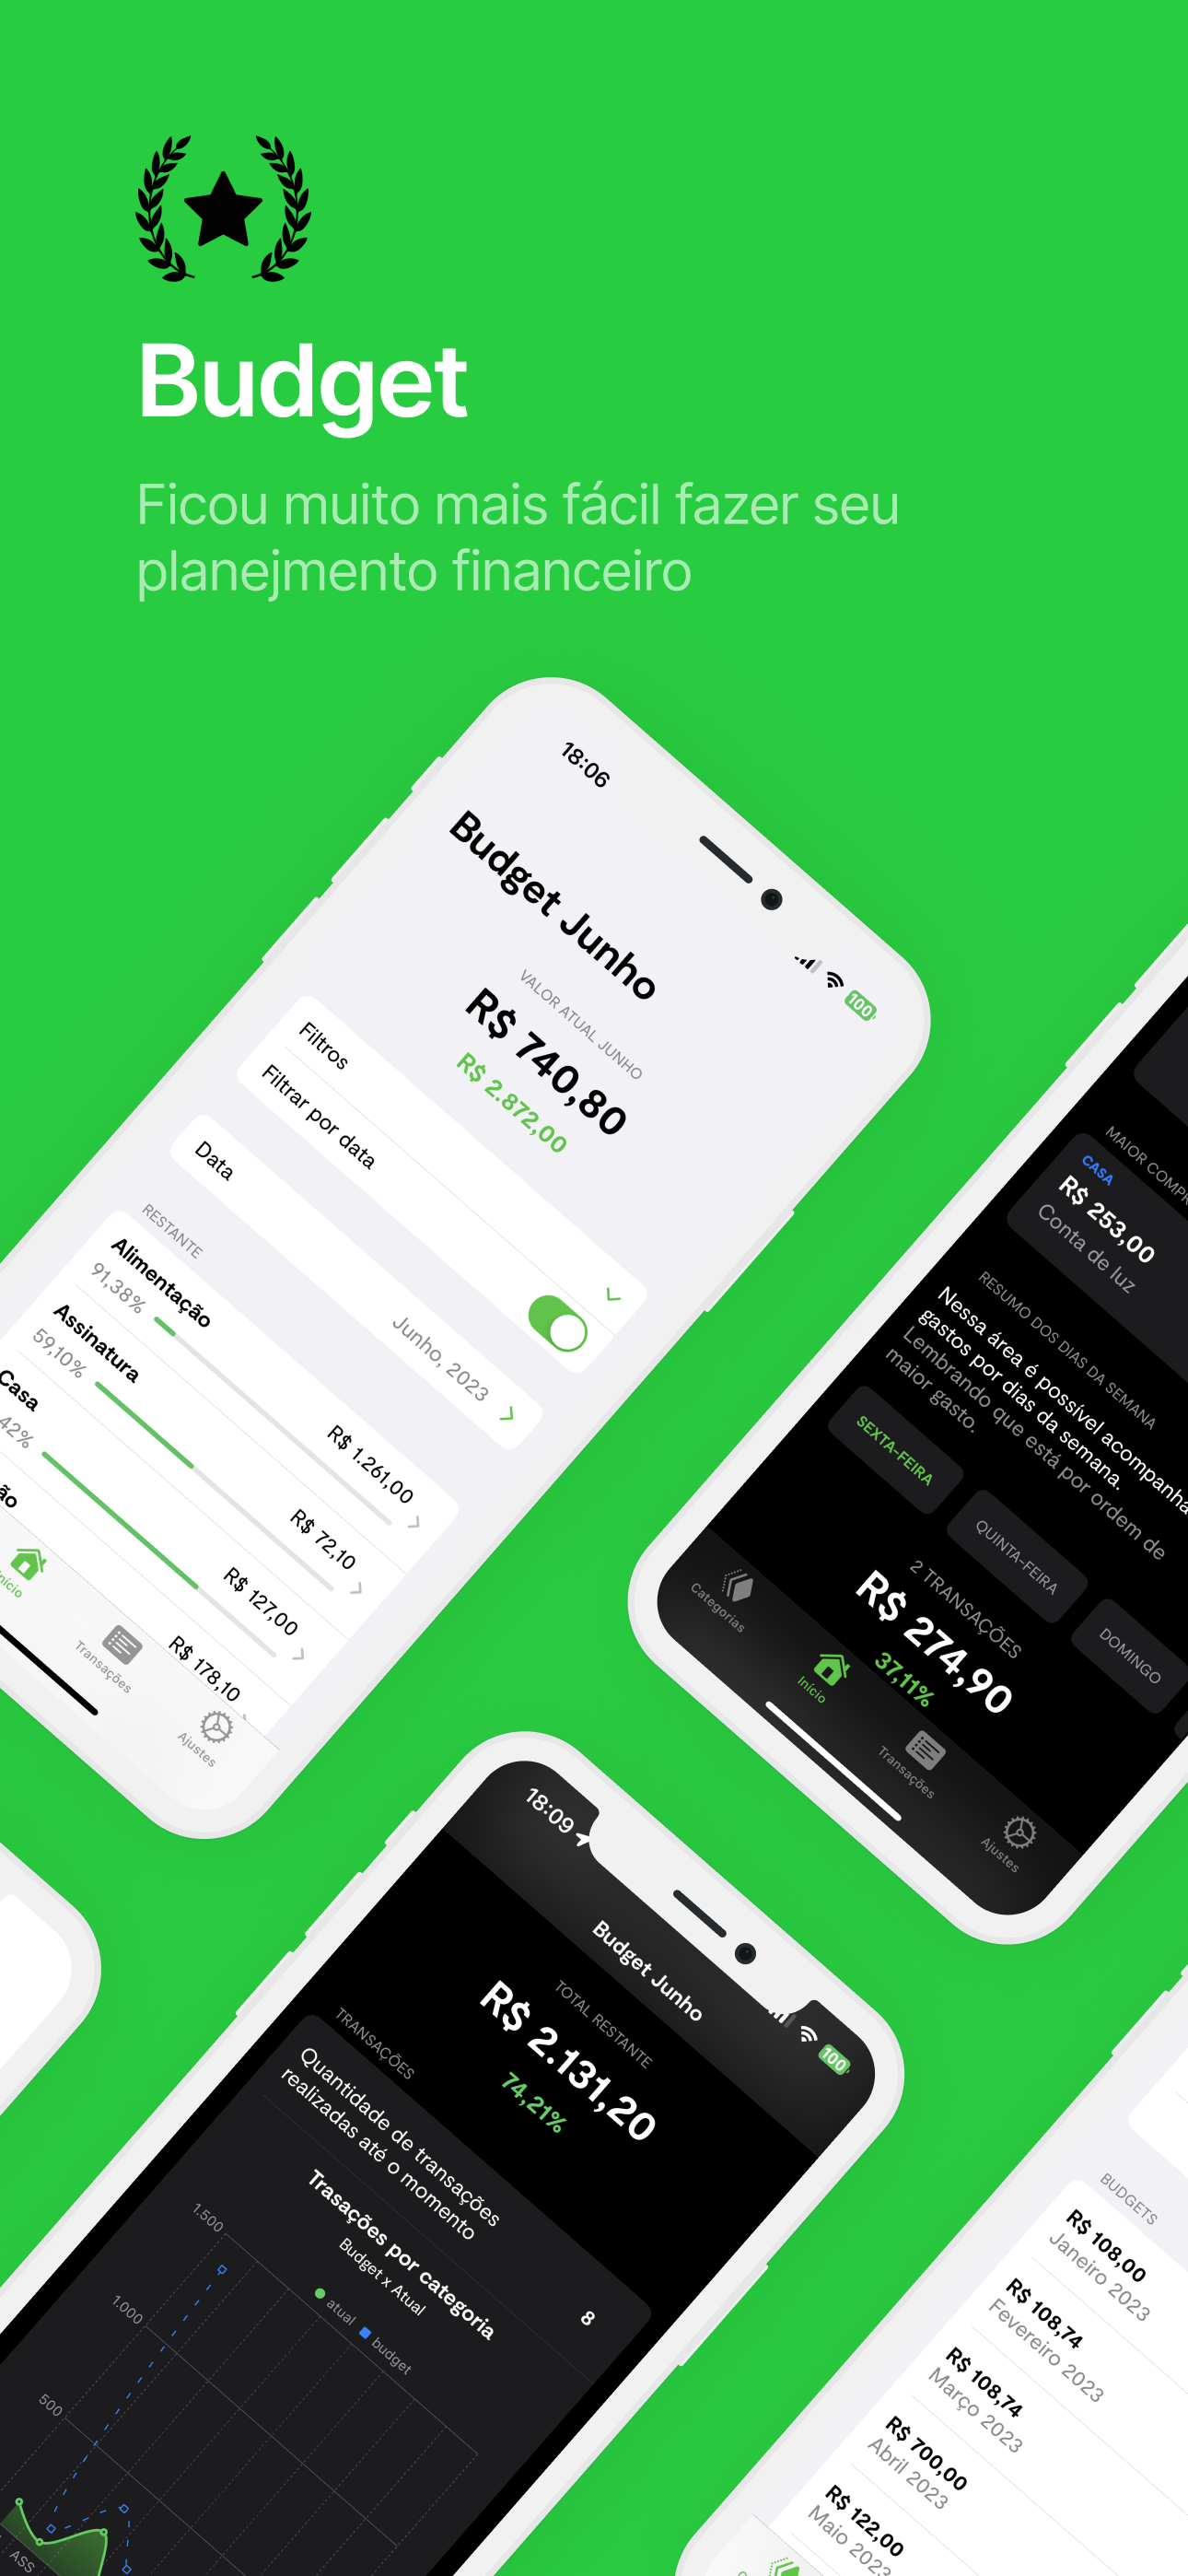 Budget
Ficou muito mais fácil fazer seu
planejmento financeiro
18:06
100
Budget Junho
VALOR ATUAL JUNHO
R$ 740,80
R$ 2.872,00
Filtros
Filtrar por data
Data
Junho, 2023
RESTANTE
Alimentação
91,38%
R$ 1.261,00
Assinatura
59,10%
R$ 72,10
Casa
42%
R$ 127,00
R$ 178,10
Início
Transações
Ajustes
CASA
R$ 253,00
Conta de luz
RESUMO DOS DIAS DA SEMANA
Nessa área é possível
gastos por dias da semana.
Lembrando que está por ordem de
maior gasto.
SEXTA-FEIRA
QUINTA-FEIRA
DOMINGO
2 TRANSAÇÕES
R$ 274,90
37,11%
Categorias
Início
Transações
Ajustes
18:09
100
Budget Junho
TOTAL RESTANTE
R$ 2.131,20
74,21%
TRANSAÇÕES
Quantidade de transações
realizadas até o momento
8
Trasações por categoria
Budget x Atual
atual
budget
1.500
1.000
500
ASS
BUDGETS
R$ 108,00
Janeiro 2023
R$ 108,74
Fevereiro 2023
R$ 108,74
Março 2023
R$ 700,00
Abril 2023
R$ 122,00
Maio 2023